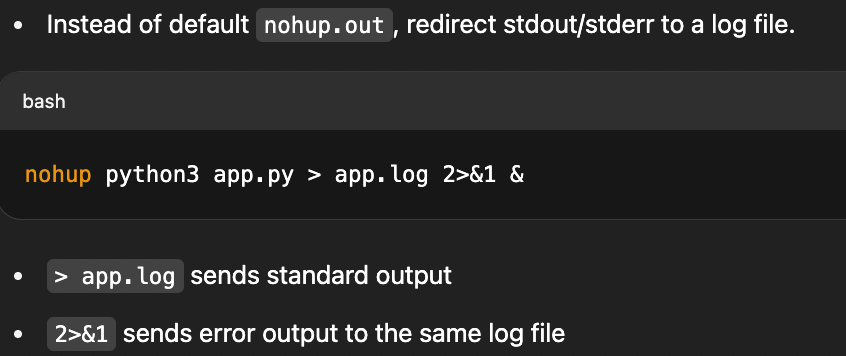 • Instead of default nohup.out, redirect stdout/stderr to a log file.
bash
nohup python3 app.py > app.log 2>&1 &
• > app.log sends standard output
• 2>&1 sends error output to the same log file